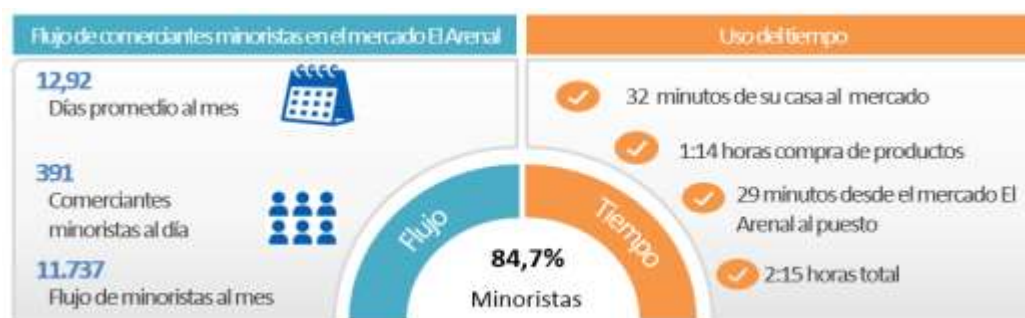 Flujo de comerciantes minoristas en el mercado El Arenal
12,92
Días promedio al mes
391
Comerciantes
minoristas al día
11.737
Flujo de minoristas al mes
Flujo
Tiempo
84,7%
Minoristas
Uso del tiempo
32 minutos de su casa al mercado
1:14 horas compra de productos
29 minutos desde el mercado El
Arenal al puesto
2:15 horas total